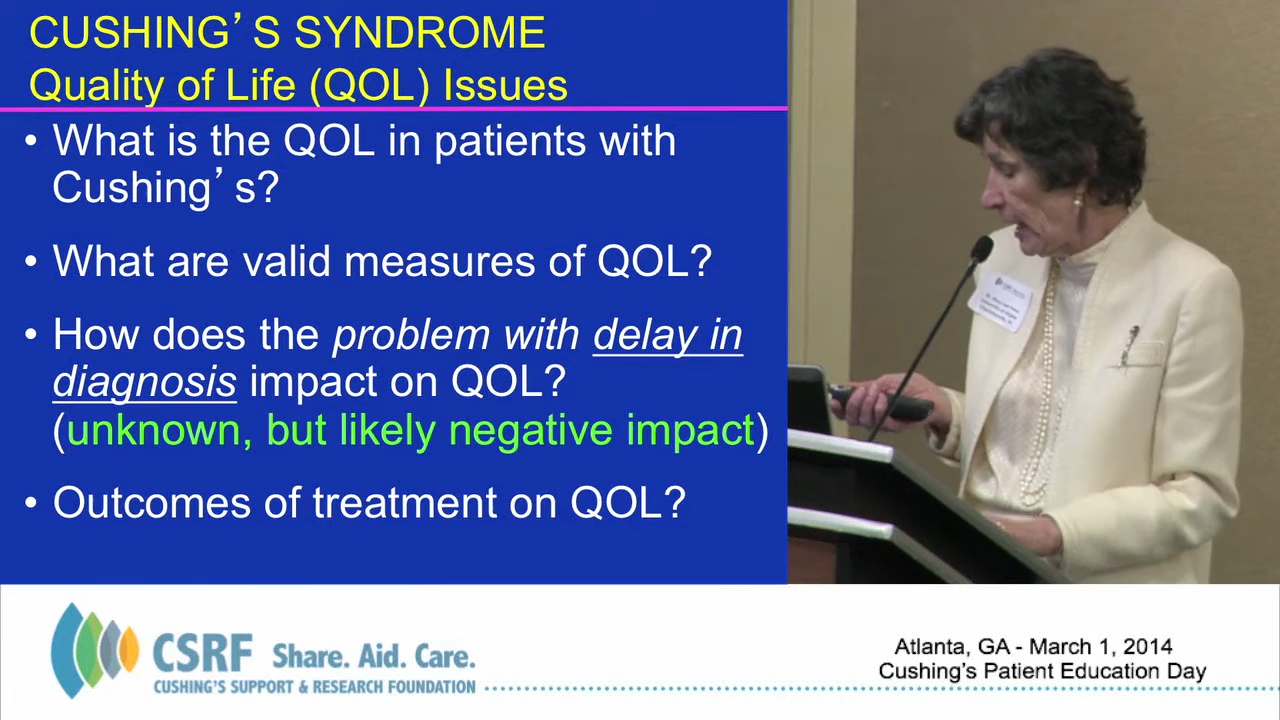 CUSHING’S SYNDROME
Quality of Life (QOL) Issues
• What is the QOL in patients with
Cushing’s?
• What are valid measures of QOL?
• How does the problem with delay in
diagnosis impact on QOL?
(unknown, but likely negative impact)
• Outcomes of treatment on QOL?
CSRF Share. Aid. Care.
CUSHING'S SUPPORT & RESEARCH FOUNDATION
Atlanta, GA - March 1, 2014
Cushing's Patient Education Day